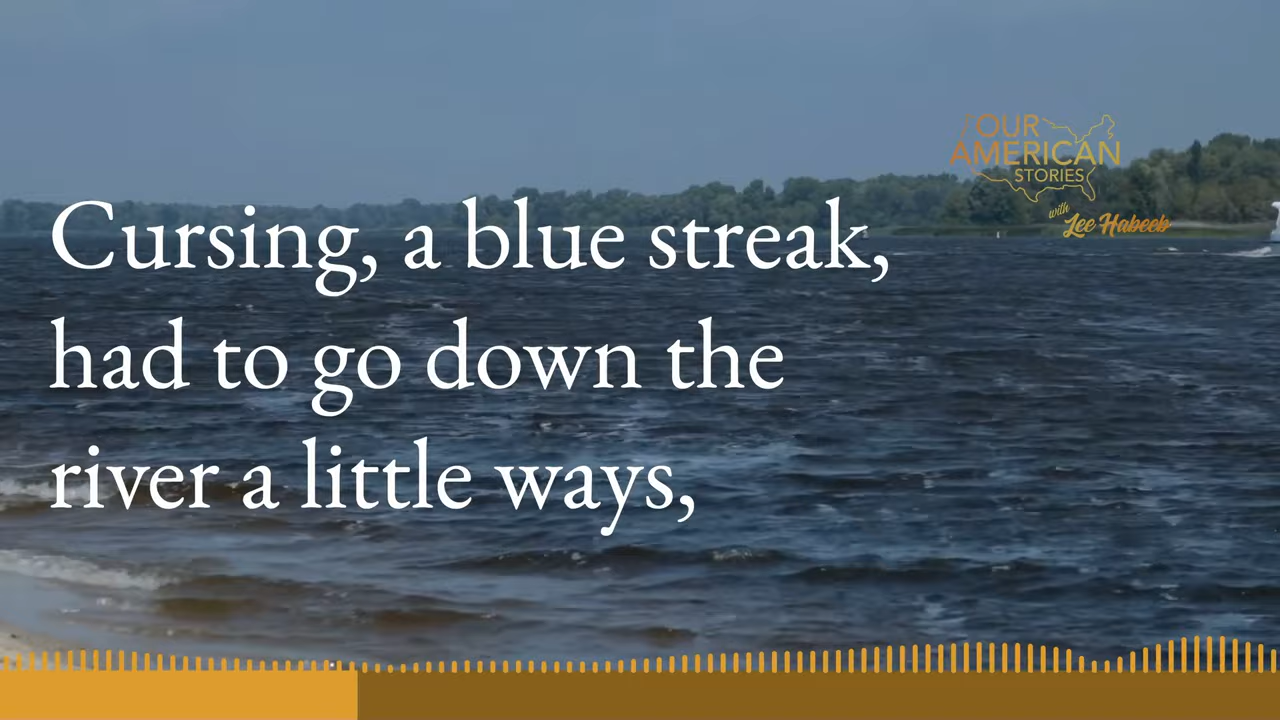 OUR
AMERICAN
STORIES
with
Lee Habeeb
Cursing, a blue streak,
had to go down the
river a little ways,